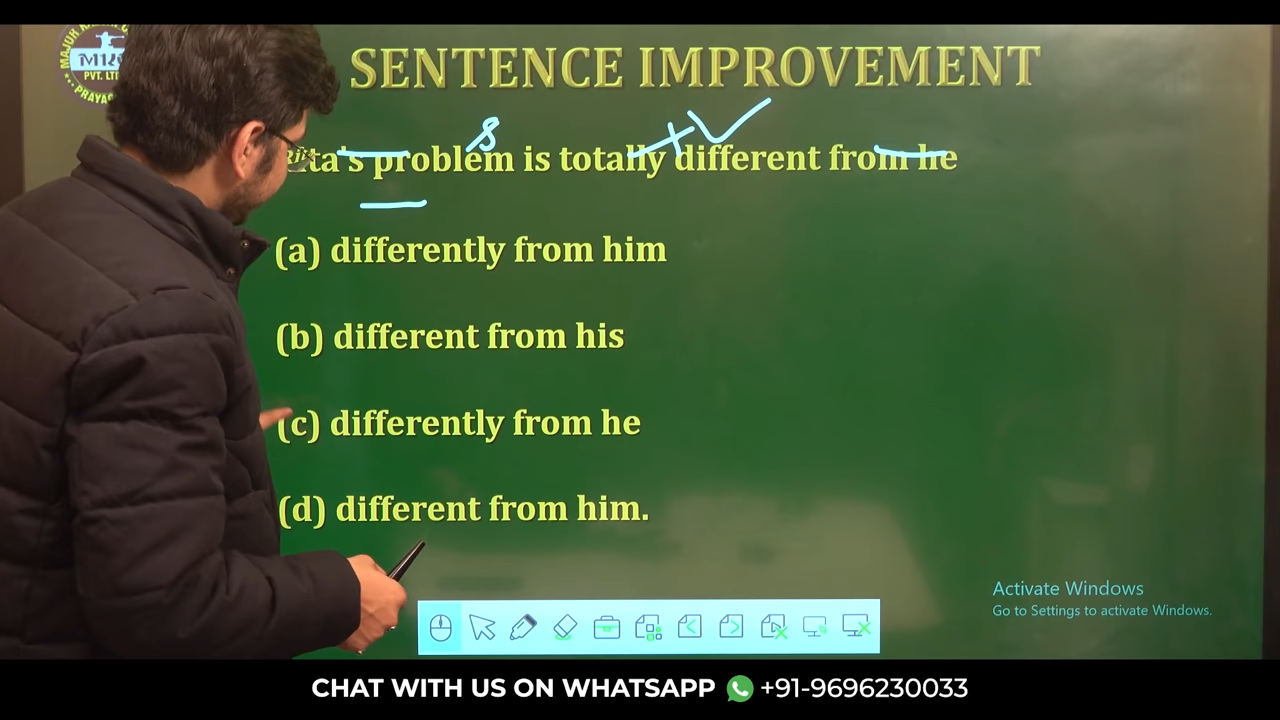 SENTENCE IMPROVEMENT
s
problem is totally different from he
(a) differently from him
(b) different from his
(c) differently from he
(d) different from him.
PVT.
Activate Windows
Go to Settings to activate Windows.
CHAT WITH US ON WHATSAPP +91-9696230033